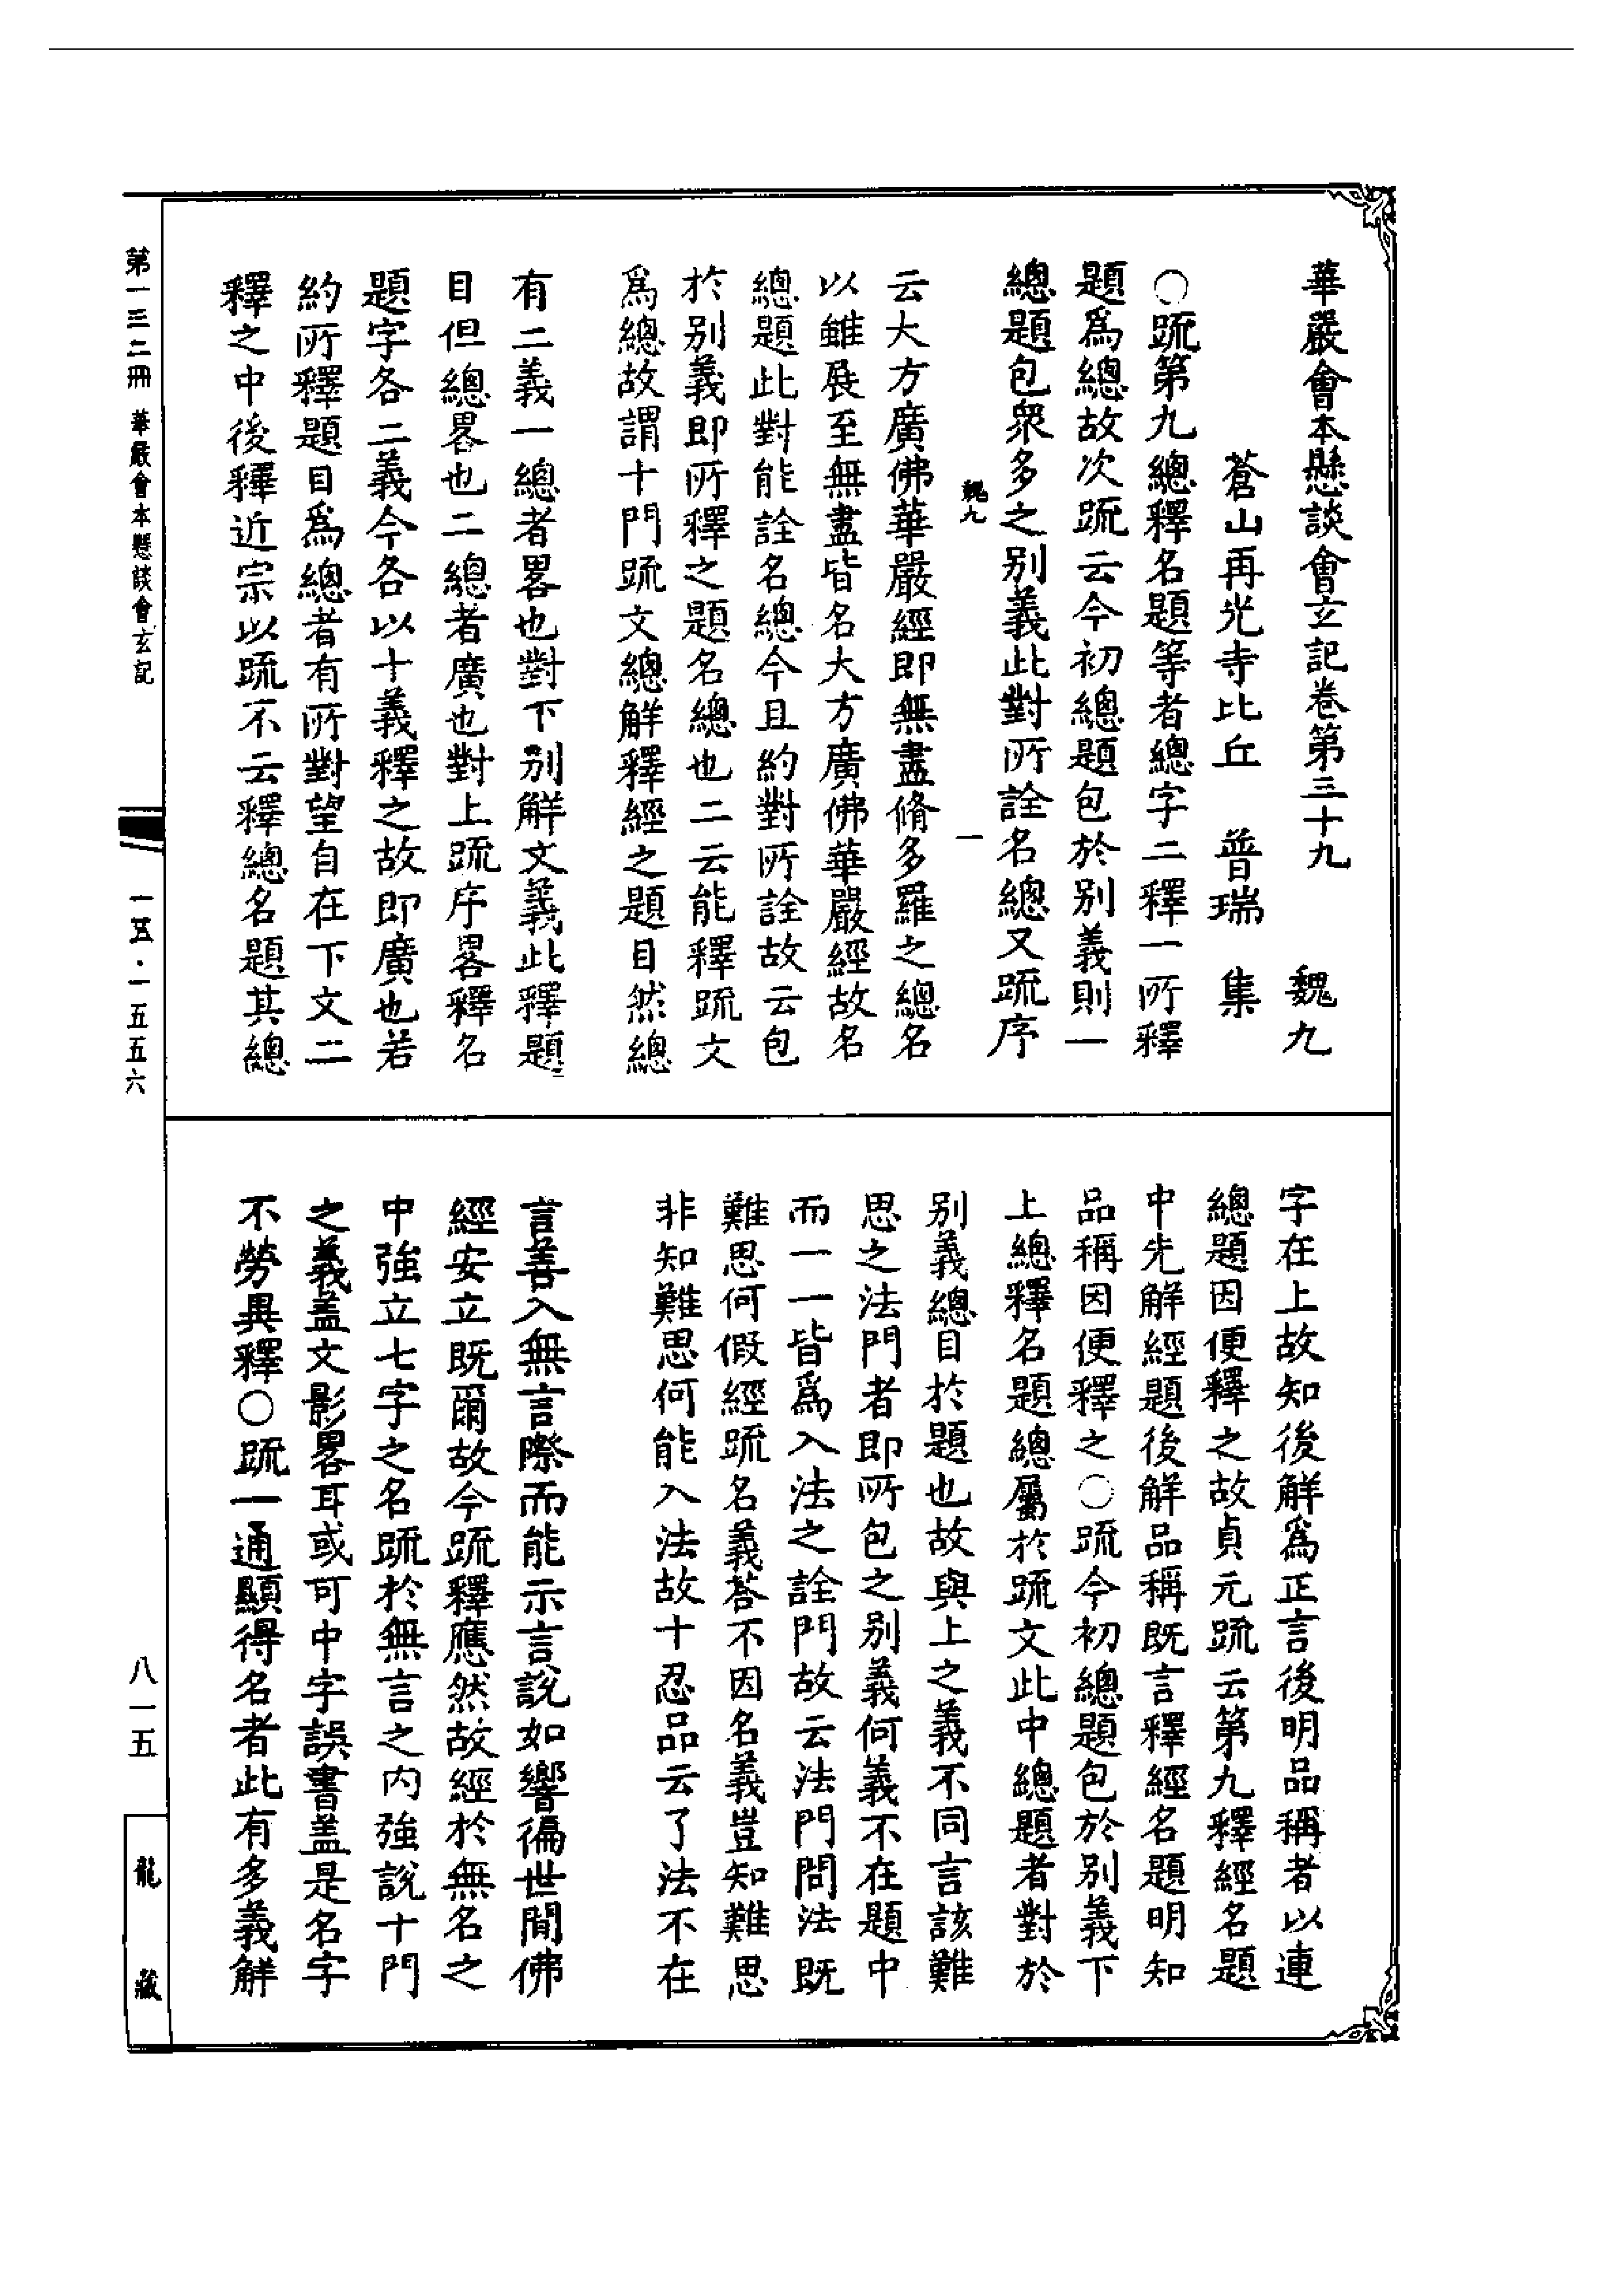 華嚴會本懸談會玄記卷第三十九　魏九
蒼山再光寺比丘　普瑞　集
○䟽第九總釋名題等者總字二釋一所釋
題爲總故次䟽云今初總題包於别義則一
總題包衆多之别義此對所詮名總又䟽序
魏九　一
云大方廣佛華嚴經即無盡脩多羅之總名
以雖展至無盡皆名大方廣佛華嚴經故名
總題此對能詮名總今且約對所詮故云包
於别義即所釋之題名總也二云能釋䟽文
爲總故謂十門䟽文總解釋經之題目然總
有二義一總者畧也對下别解文義此釋題
目但總畧也二總者廣也對上䟽序畧釋名
題字各二義今各以十義釋之故即廣也若
約所釋題目爲總者有所對望自在下文二
釋之中後釋近宗以䟽不云釋總名題其總
字在上故知後解爲正言後明品稱者以連
總題因便釋之故貞元䟽云第九釋經名題
中先解經題後解品稱既言釋經名題明知
品稱因便釋之○䟽今初總題包於别義下
上總釋名題總屬於䟽文此中總題者對於
别義總目於題也故與上之義不同言該難
思之法門者即所包之别義何義不在題中
而一一皆爲入法之詮門故云法門問法既
難思何假經䟽名義荅不因名義豈知難思
非知難思何能入法故十忍品云了法不在
言善入無言際而能示言說如響徧世間佛
經安立既爾故今䟽釋應然故經於無名之
中強立七字之名䟽於無言之内強說十門
之義盖文影畧耳或可中字誤書盖是名字
不勞異釋○䟽一通顯得名者此有多義解
第一三二冊　華嚴會本懸談會玄記
一五五·一五五六
八一五
龍藏